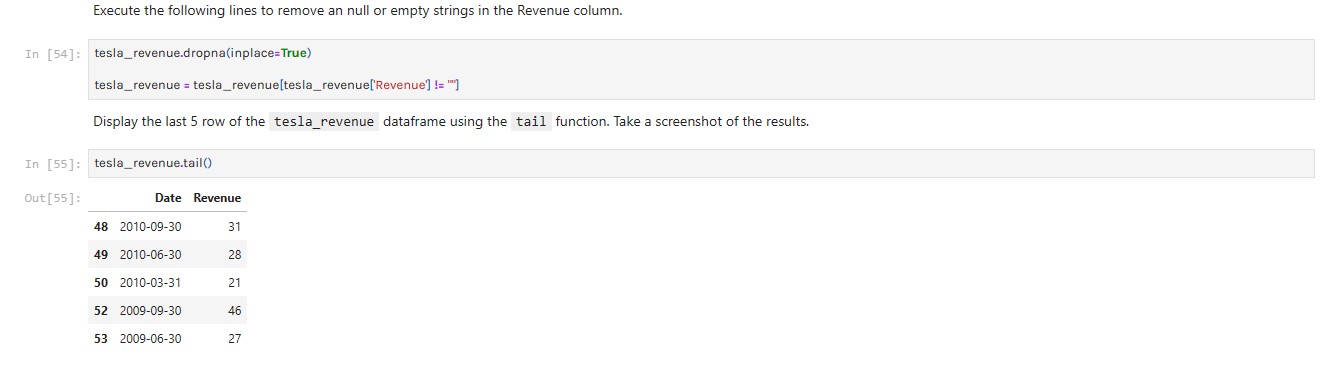 Execute the following lines to remove an null or empty strings in the Revenue column.
In [54]: tesla_revenue.dropna(inplace=True)
tesla_revenue = tesla_revenue[tesla_revenue['Revenue'] != ""]
Display the last 5 row of the tesla_revenue dataframe using the tail function. Take a screenshot of the results.
In [55]: tesla_revenue.tail()
Out[55]: Date Revenue
48 2010-09-30 31
49 2010-06-30 28
50 2010-03-31 21
52 2009-09-30 46
53 2009-06-30 27